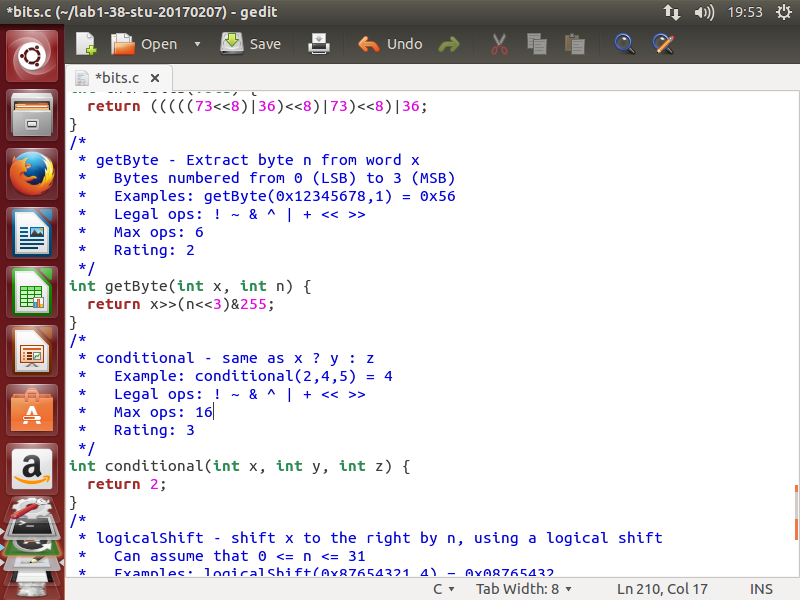 *bits.c (~/lab1-38-stu-20170207) - gedit
19:53
Open
Save
Undo
*bits.c
return (((((73<<8)|36)<<8)|73)<<8)|36;
}
/*
* getByte - Extract byte n from word x
*   Bytes numbered from 0 (LSB) to 3 (MSB)
*   Examples: getByte(0x12345678,1) = 0x56
*   Legal ops: ! ~ & ^ | + << >>
*   Max ops: 6
*   Rating: 2
*/
int getByte(int x, int n) {
return x>>(n<<3)&255;
}
/*
* conditional - same as x ? y : z
*   Example: conditional(2,4,5) = 4
*   Legal ops: ! ~ & ^ | + << >>
*   Max ops: 16
*   Rating: 3
*/
int conditional(int x, int y, int z) {
return 2;
}
/*
* logicalShift - shift x to the right by n, using a logical shift
*   Can assume that 0 <= n <= 31
*   Examples: logicalShift(0x87654321,4) = 0x08765432
C
Tab Width: 8
Ln 210, Col 17
INS